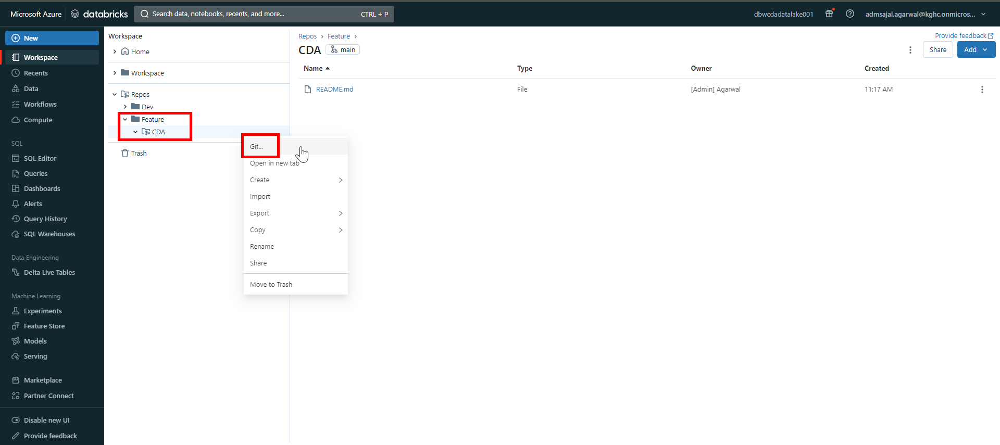 Microsoft Azure databricks Search data, notebooks, recents, and more... CTRL + P dbwcdadatalake001 admsajal.agarwal@kghc.onmicros...
New
Workspace
Recents
Data
Workflows
Compute
SQL
SQL Editor
Queries
Dashboards
Alerts
Query History
SQL Warehouses
Data Engineering
Delta Live Tables
Machine Learning
Experiments
Feature Store
Models
Serving
Marketplace
Partner Connect
Disable new UI
Provide feedback
Workspace
Home
Workspace
Repos
Dev
Feature
CDA
Trash
Git...
Open in new tab
Create
Import
Export
Copy
Rename
Share
Move to Trash
Repos > Feature >
Provide feedback
CDA main
Share Add
Name Type Owner Created
README.md File [Admin] Agarwal 11:17 AM